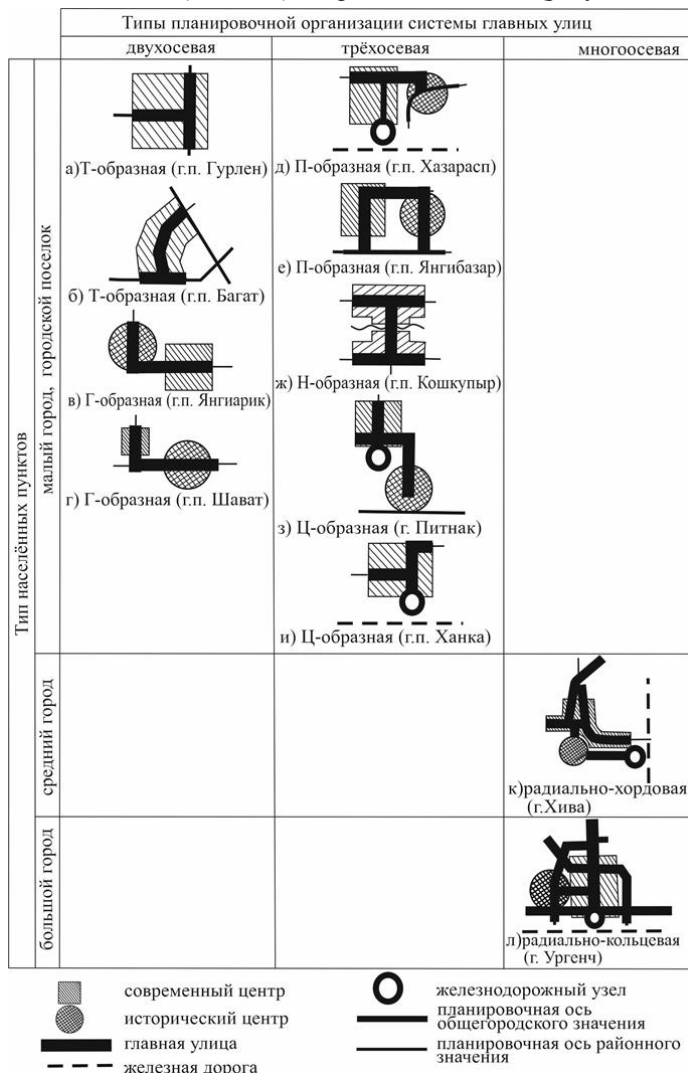 Типы планировочной организации системы главных улиц
двухосевая
трёхосевая
многоосевая
Тип населённых пунктов
малый город, городской поселок
а)Т-образная (г.п. Гурлен)
б) Т-образная (г.п. Багат)
в) Г-образная (г.п. Янгиарик)
г) Г-образная (г.п. Шават)
д) П-образная (г.п. Хазарасп)
е) П-образная (г.п. Янгибазар)
ж) Н-образная (г.п. Кошкупыр)
з) Ц-образная (г. Питнак)
и) Ц-образная (г.п. Ханка)
средний город
к)радиально-хордовая
(г.Хива)
большой город
л)радиально-кольцевая
(г. Ургенч)
современный центр
исторический центр
главная улица
железная дорога
железнодорожный узел
планировочная ось
общегородского значения
планировочная ось районного
значения